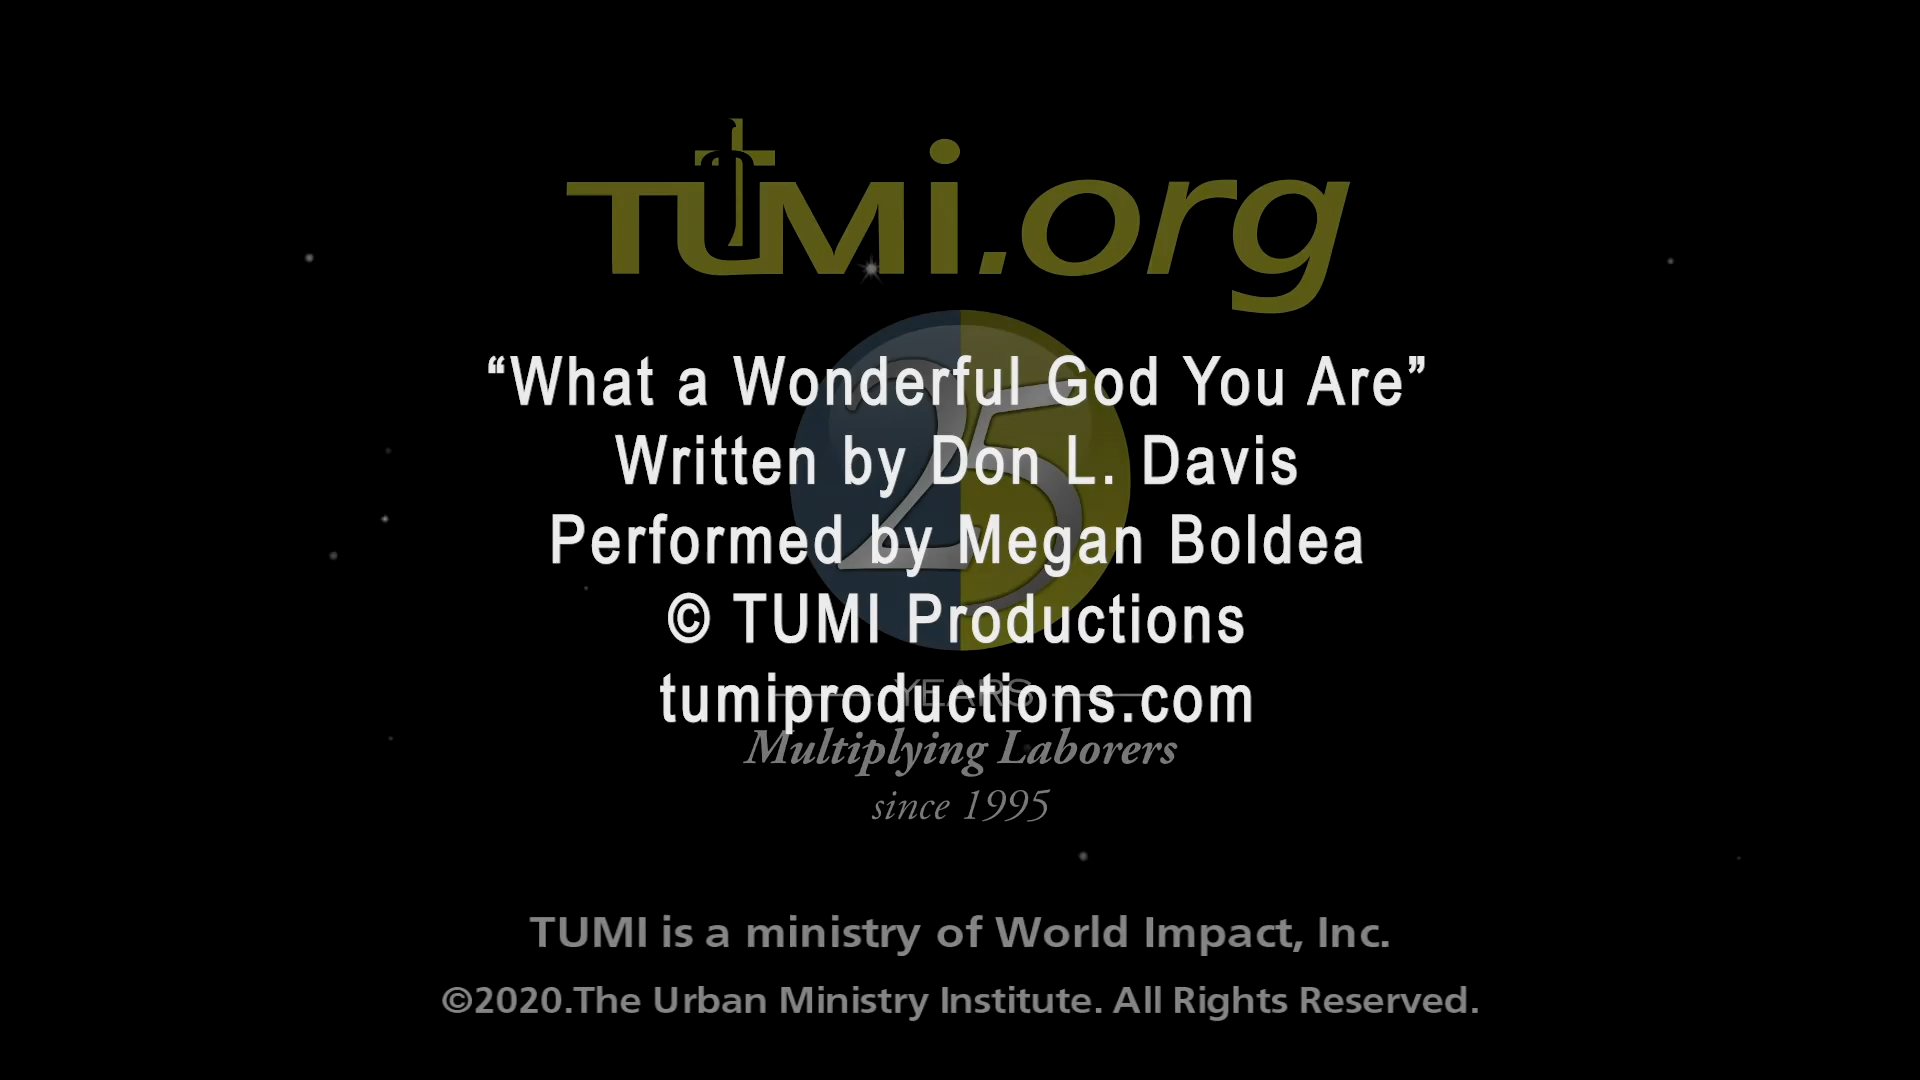 TUMI.org
“What a Wonderful God You Are”
25
Written by Don L. Davis
Performed by Megan Boldea
© TUMI Productions
YEARS
tumiproductions.com
Multiplying Laborers
since 1995
TUMI is a ministry of World Impact, Inc.
©2020.The Urban Ministry Institute. All Rights Reserved.